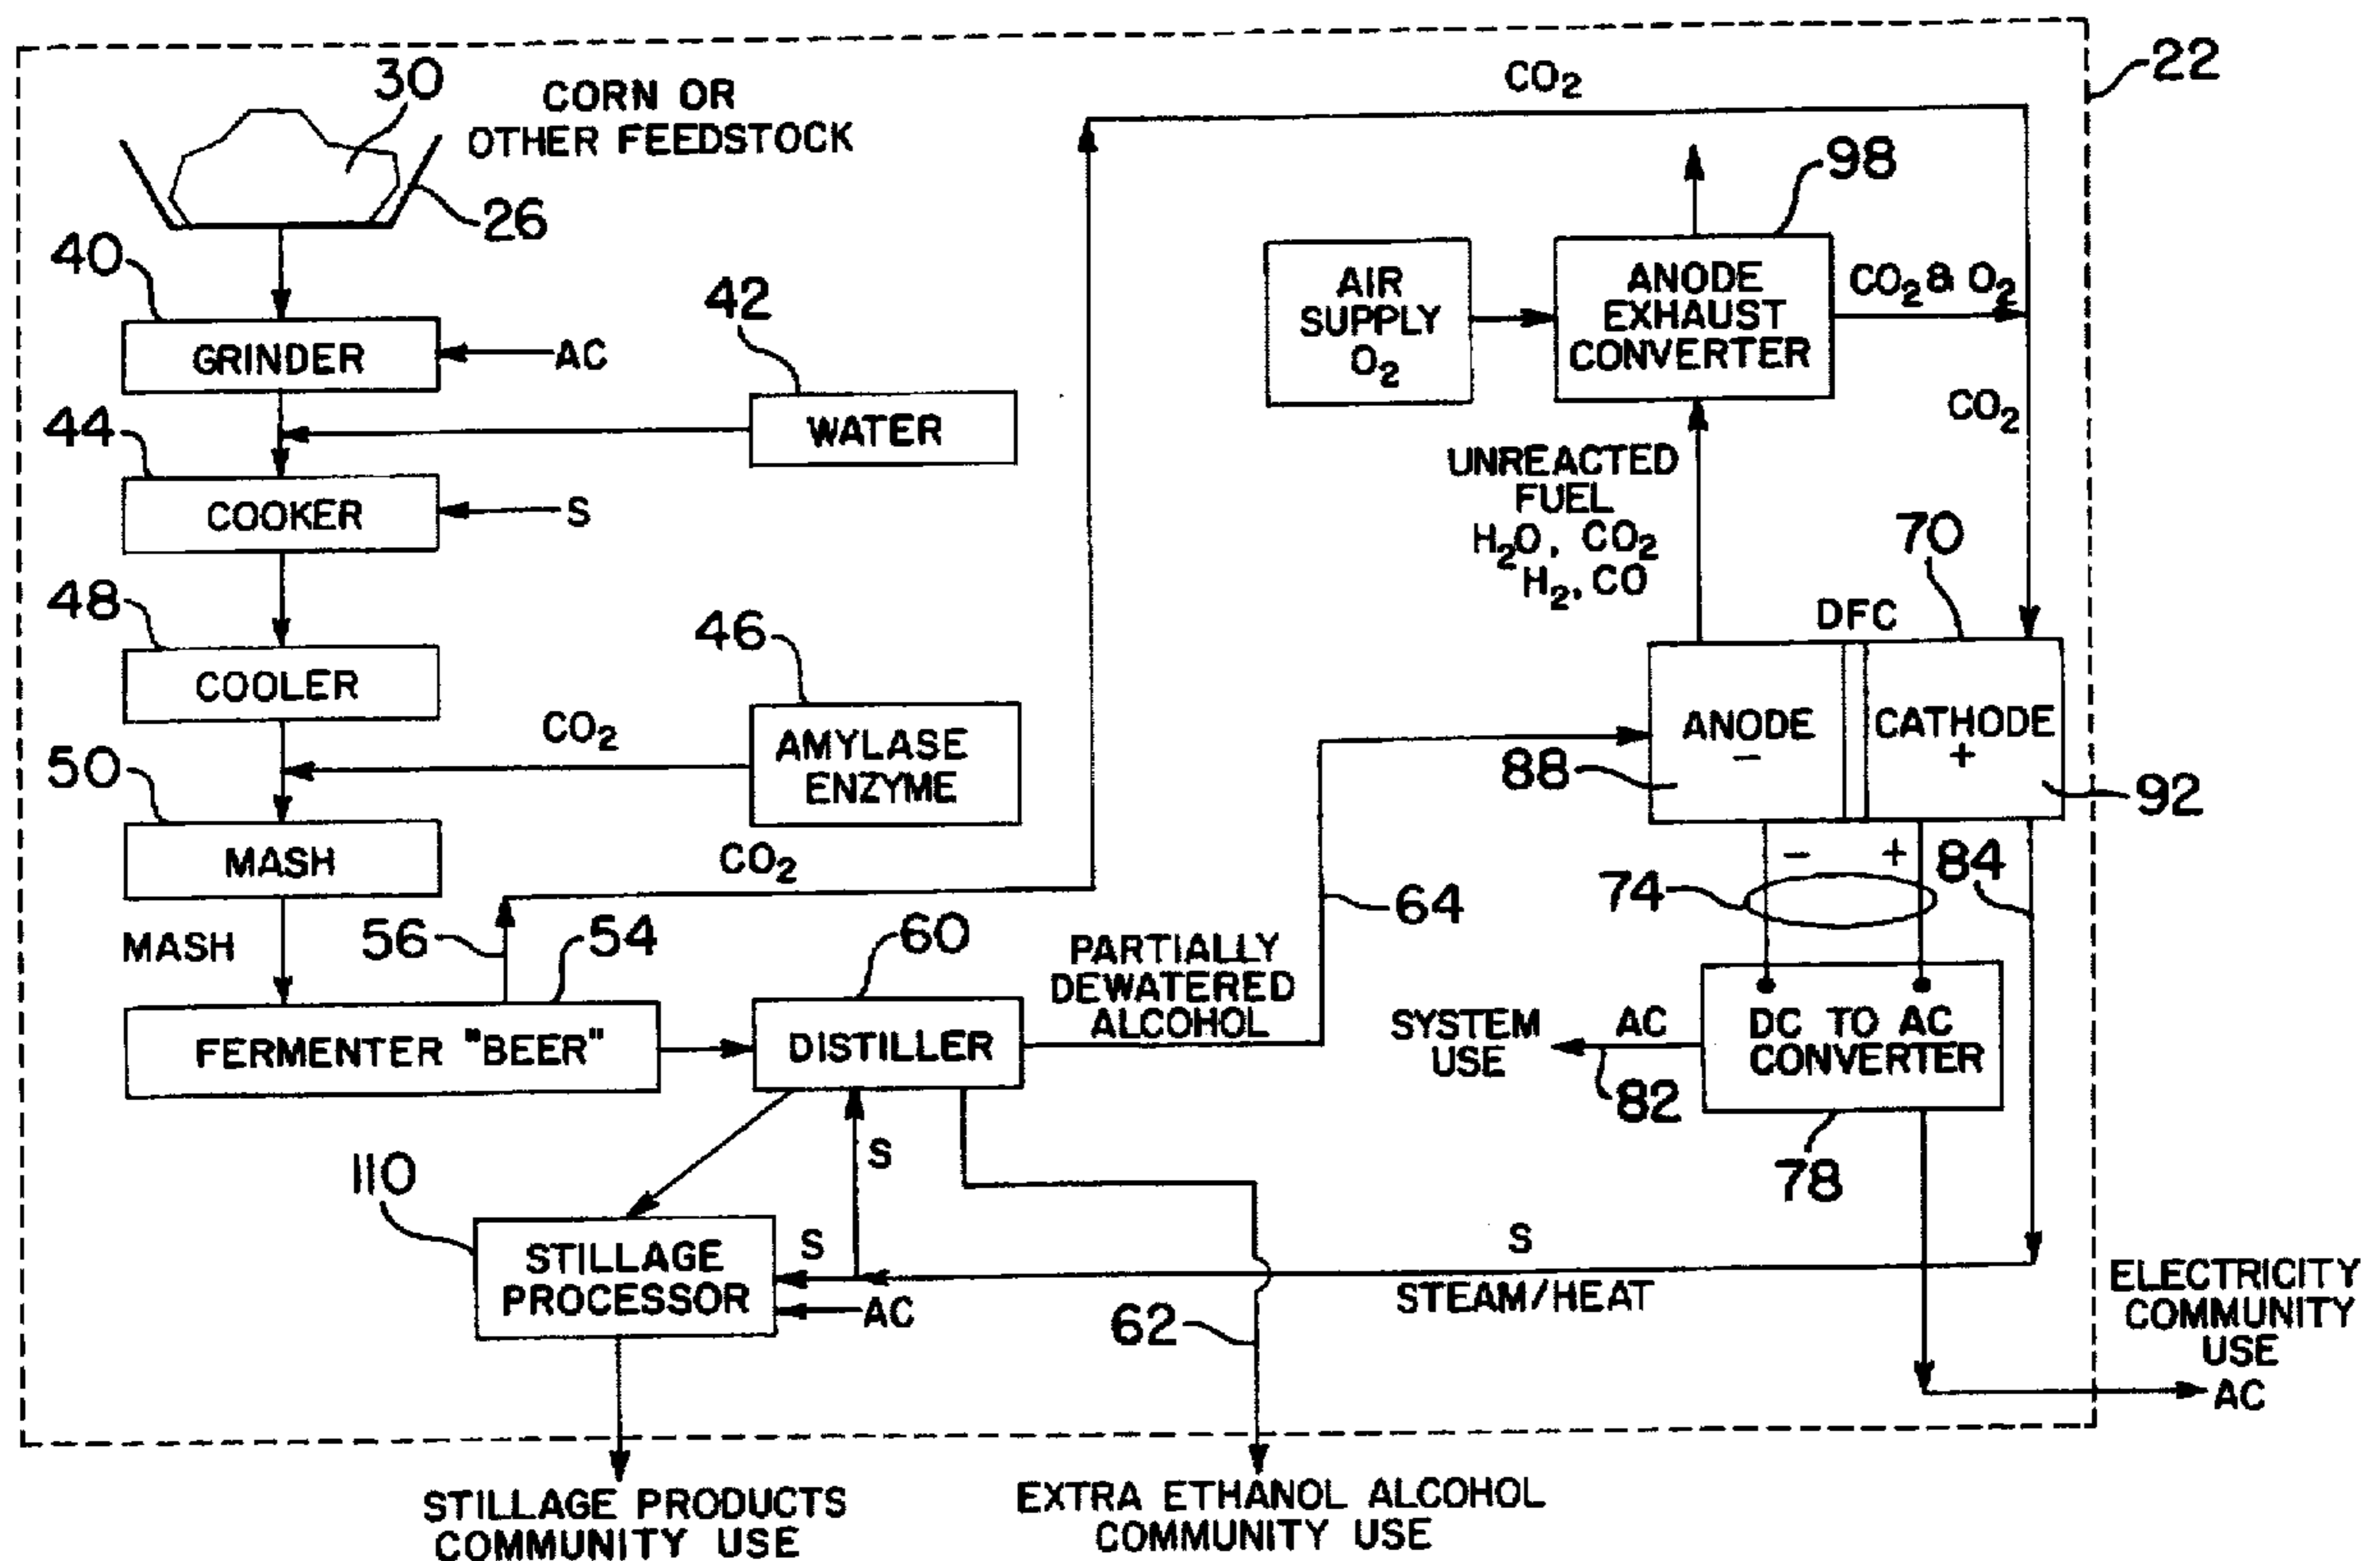 30
CORN OR
OTHER FEEDSTOCK
26
CO2
22
98
40
GRINDER
AC
42
WATER
AIR
SUPPLY
O2
ANODE
EXHAUST
CONVERTER
CO2 & O2
CO2
44
COOKER
S
UNREACTED
FUEL
H2O, CO2
H2, CO
48
COOLER
46
AMYLASE
ENZYME
CO2
DFC
70
ANODE
-
88
CATHODE
+
92
50
MASH
MASH
CO2
56
54
FERMENTER "BEER"
60
DISTILLER
PARTIALLY
DEWATERED
ALCOHOL
64
- +
74
84
SYSTEM
USE
AC
82
DC TO AC
CONVERTER
78
110
STILLAGE
PROCESSOR
S
S
AC
S
STEAM/HEAT
62
ELECTRICITY
COMMUNITY
USE
AC
STILLAGE PRODUCTS
COMMUNITY USE
EXTRA ETHANOL ALCOHOL
COMMUNITY USE